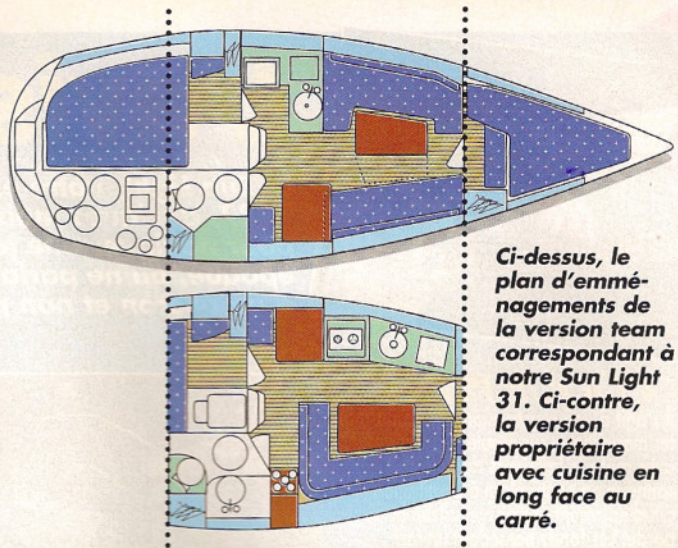 Ci-dessus, le
plan d'emmé-
nagements de
la version team
correspondant à
notre Sun Light
31. Ci-contre,
la version
propriétaire
avec cuisine en
long face au
carré.